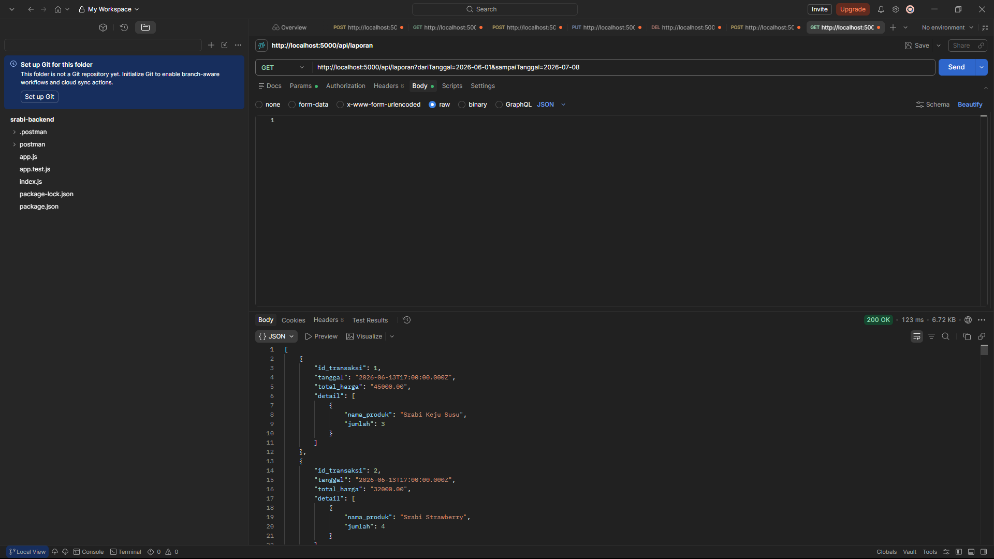 My Workspace
Search
Invite
Upgrade
Overview
POST http://localhost:50
GET http://localhost:500
POST http://localhost:50
PUT http://localhost:500
DEL http://localhost:500
POST http://localhost:50
GET http://localhost:500
No environment
http://localhost:5000/api/laporan
Save
Share
Set up Git for this folder
This folder is not a Git repository yet. Initialize Git to enable branch-aware
workflows and cloud sync actions.
Set up Git
GET
http://localhost:5000/api/laporan?dariTanggal=2026-06-01&sampaiTanggal=2026-07-08
Send
Docs
Params
Authorization
Headers 8
Body
Scripts
Settings
none
form-data
x-www-form-urlencoded
raw
binary
GraphQL
JSON
Schema
Beautify
1
srabi-backend
.postman
postman
app.js
app.test.js
index.js
package-lock.json
package.json
Body
Cookies
Headers 8
Test Results
200 OK
123 ms
6.72 KB
{} JSON
Preview
Visualize
1 [
2 {
3 "id_transaksi": 1,
4 "tanggal": "2026-06-13T17:00:00.000Z",
5 "total_harga": "45000.00",
6 "detail": [
7 {
8 "nama_produk": "Srabi Keju Susu",
9 "jumlah": 3
10 }
11 ]
12 },
13 {
14 "id_transaksi": 2,
15 "tanggal": "2026-06-13T17:00:00.000Z",
16 "total_harga": "32000.00",
17 "detail": [
18 {
19 "nama_produk": "Srabi Strawberry",
20 "jumlah": 4
21 }
Local View
Console
Terminal
0
0
Globals
Vault
Tools